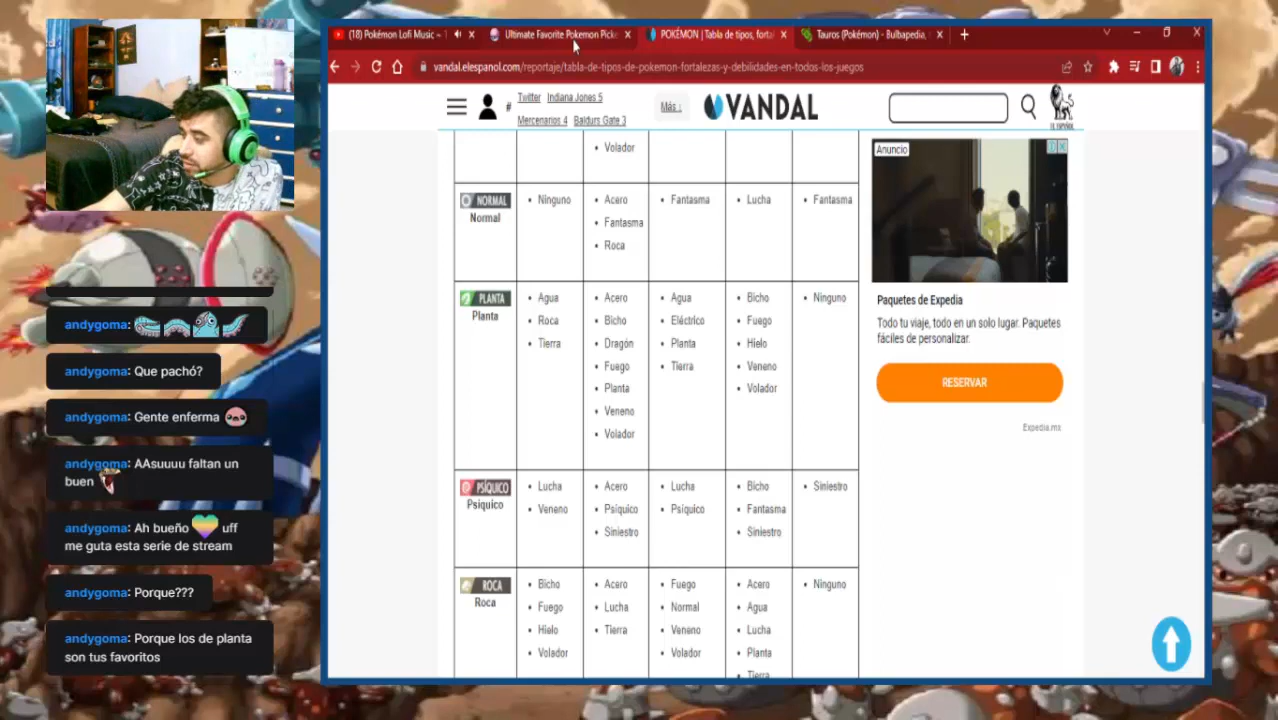 (18) Pokémon Lofi Music ~ 1
Ultimate Favorite Pokemon Picke
POKÉMON | Tabla de tipos, fortal
Tauros (Pokémon) - Bulbapedia,
vandal.elespanol.com/reportaje/tabla-de-tipos-de-pokemon-fortalezas-y-debilidades-en-todos-los-juegos
# Twitter Indiana Jones 5
Mercenarios 4 Baldurs Gate 3
Más ↓
VANDAL
EL ESPAÑOL
• Volador
NORMAL
Normal
• Ninguno
• Acero
• Fantasma
• Roca
• Fantasma
• Lucha
• Fantasma
PLANTA
Planta
• Agua
• Roca
• Tierra
• Acero
• Bicho
• Dragón
• Fuego
• Planta
• Veneno
• Volador
• Agua
• Eléctrico
• Planta
• Tierra
• Bicho
• Fuego
• Hielo
• Veneno
• Volador
• Ninguno
PSÍQUICO
Psiquico
• Lucha
• Veneno
• Acero
• Psíquico
• Siniestro
• Lucha
• Psíquico
• Bicho
• Fantasma
• Siniestro
• Siniestro
ROCA
Roca
• Bicho
• Fuego
• Hielo
• Volador
• Acero
• Lucha
• Tierra
• Fuego
• Normal
• Veneno
• Volador
• Acero
• Agua
• Lucha
• Planta
• Tierra
• Ninguno
Anuncio
Paquetes de Expedia
Todo tu viaje, todo en un solo lugar. Paquetes
fáciles de personalizar.
RESERVAR
Expedia.mx
andygoma:
andygoma: Que pachó?
andygoma: Gente enferma
andygoma: AAsuuuu faltan un
buen
andygoma: Ah bueño uff
me guta esta serie de stream
andygoma: Porque???
andygoma: Porque los de planta
son tus favoritos